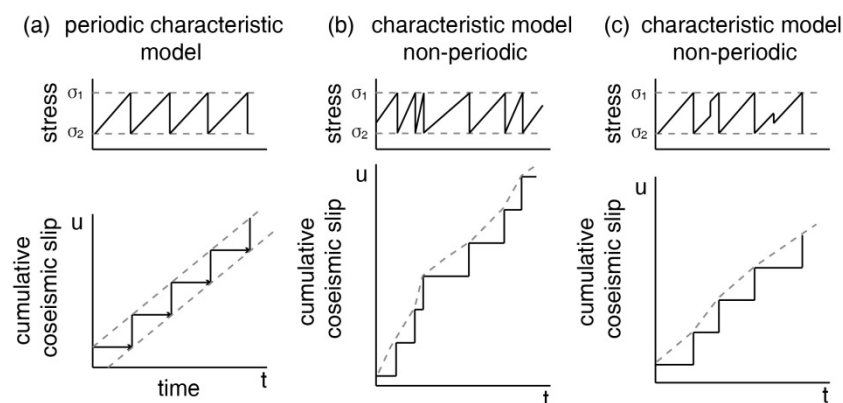 (a) periodic characteristic
model
stress
σ₁
σ₂
u
cumulative
coseismic slip
time
t
(b) characteristic model
non-periodic
stress
σ₁
σ₂
u
cumulative
coseismic slip
t
(c) characteristic model
non-periodic
stress
σ₁
σ₂
u
cumulative
coseismic slip
t